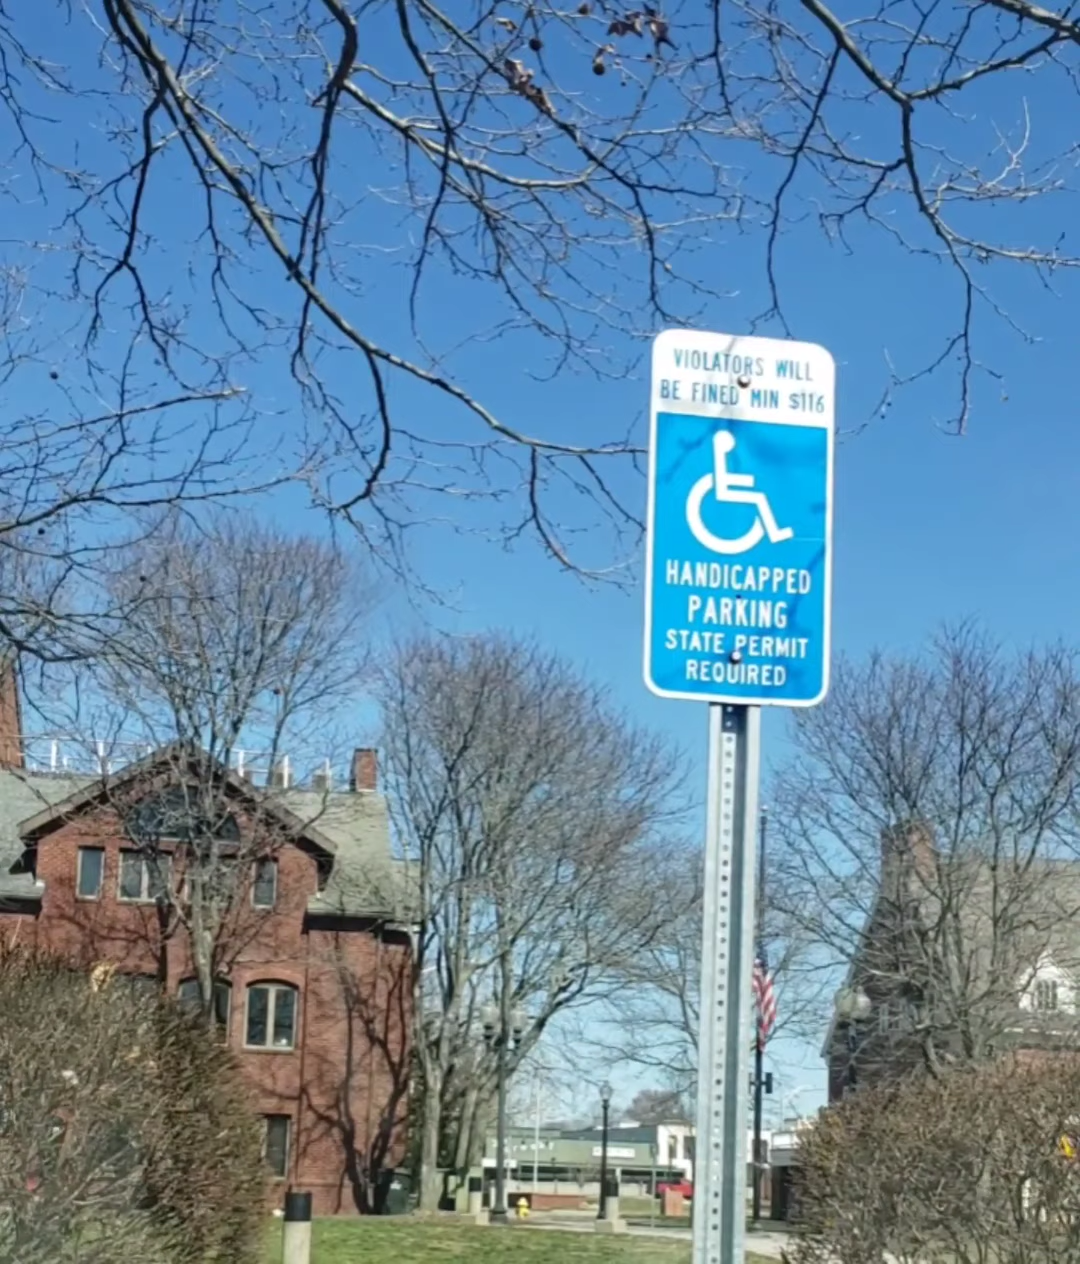 VIOLATORS WILL
BE FINED MIN $116
HANDICAPPED
PARKING
STATE PERMIT
REQUIRED